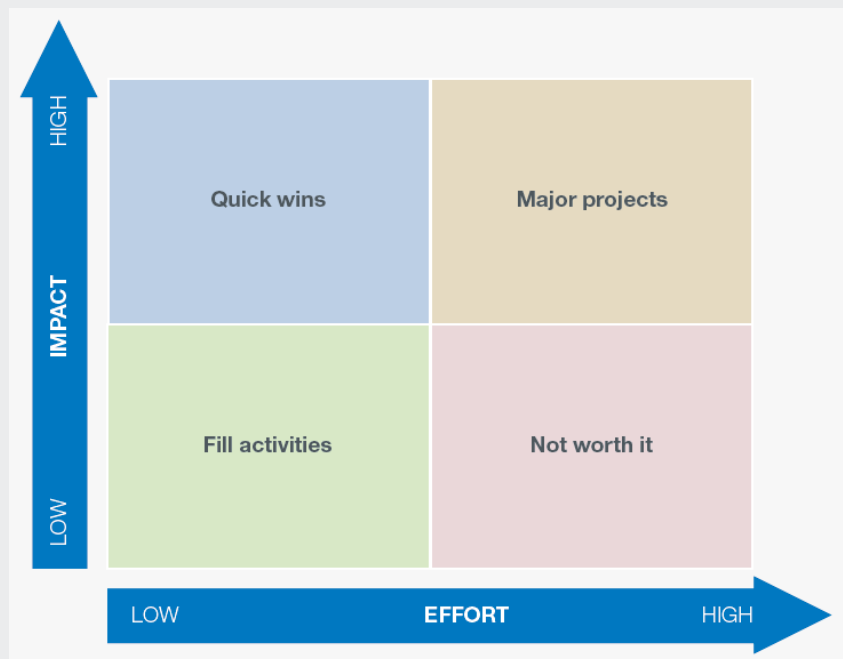 HIGH
Quick wins
Major projects
IMPACT
Fill activities
Not worth it
LOW
LOW
EFFORT
HIGH